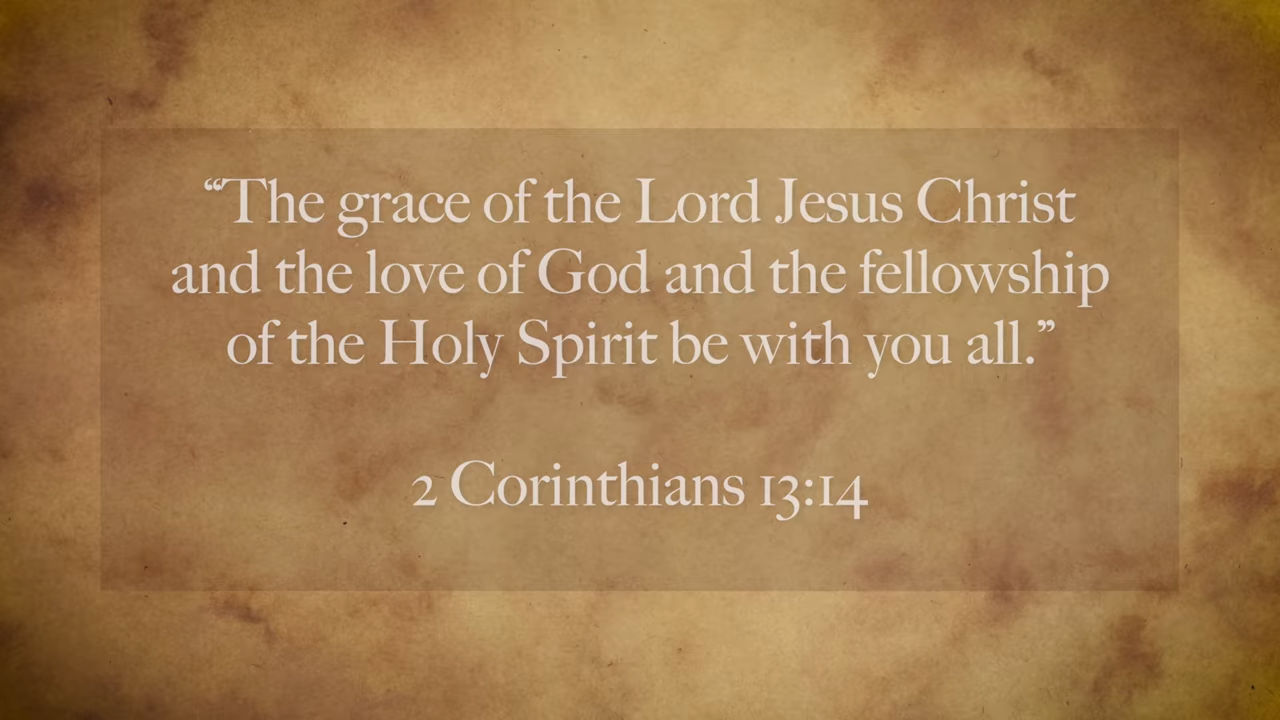 “The grace of the Lord Jesus Christ
and the love of God and the fellowship
of the Holy Spirit be with you all.”
2 Corinthians 13:14